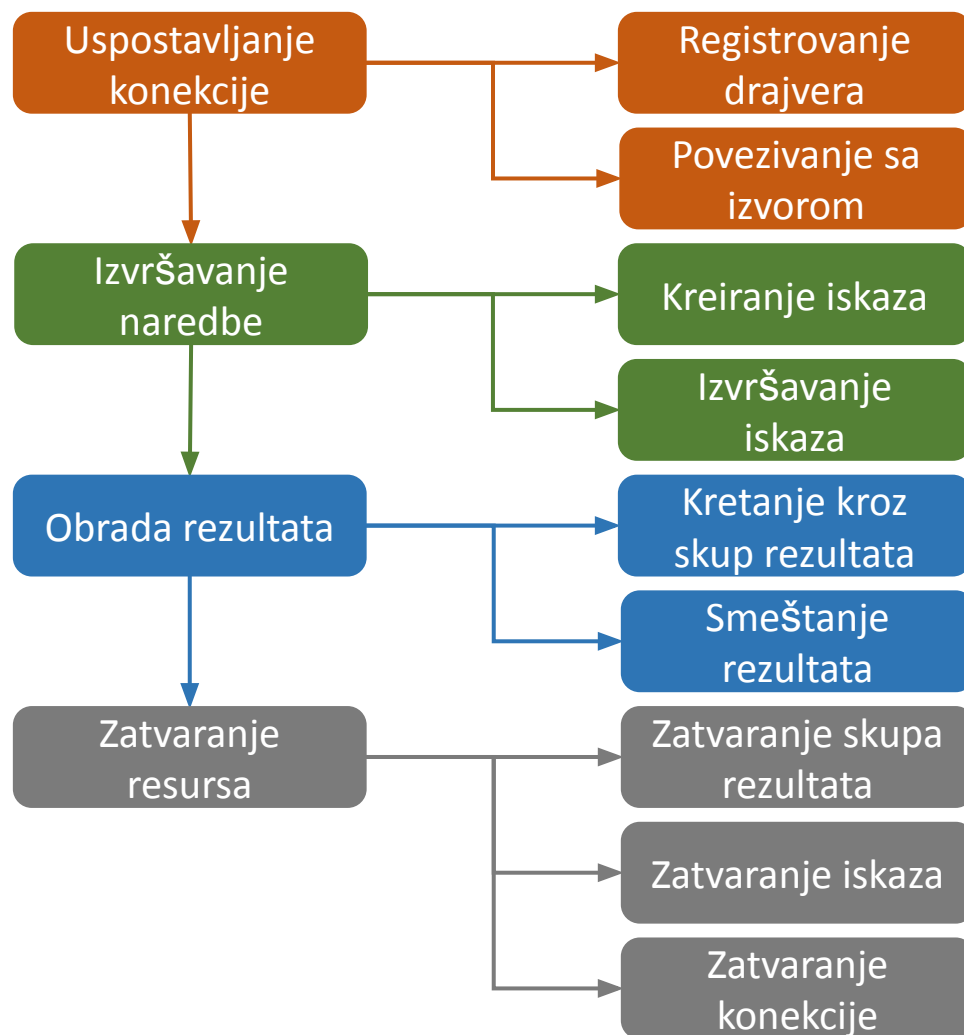 Uspostavljanje
konekcije
Registrovanje
drajvera
Povezivanje sa
izvorom
Izvršavanje
naredbe
Kreiranje iskaza
Izvršavanje
iskaza
Obrada rezultata
Kretanje kroz
skup rezultata
Smeštanje
rezultata
Zatvaranje
resursa
Zatvaranje skupa
rezultata
Zatvaranje iskaza
Zatvaranje
konekcije